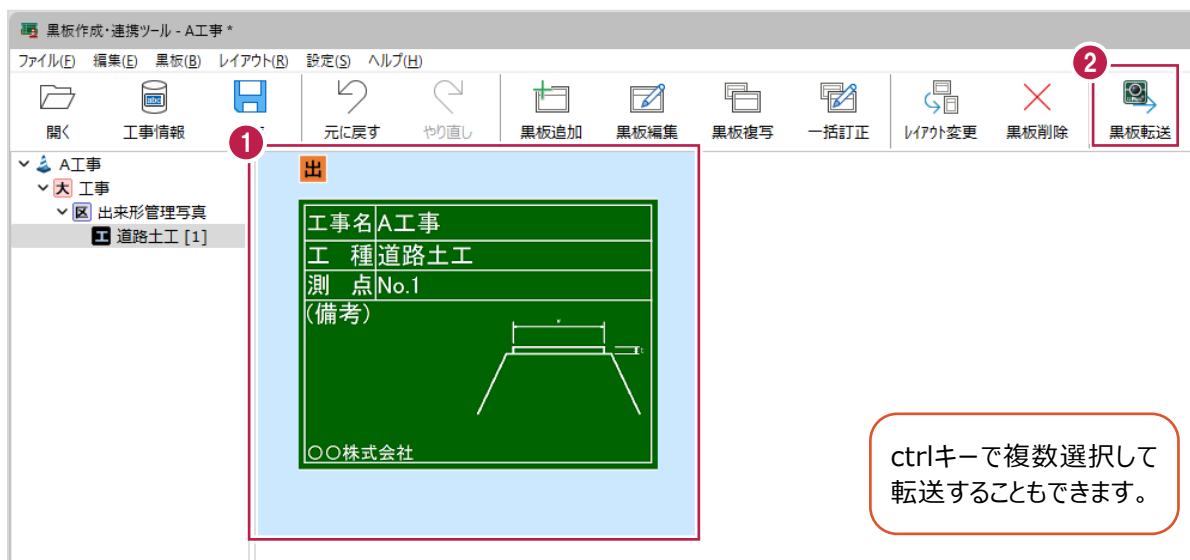 黒板作成・連携ツール - A工事 *
ファイル(F) 編集(E) 黒板(B) レイアウト(R) 設定(S) ヘルプ(H)
2
開く 工事情報 元に戻す やり直し 黒板追加 黒板編集 黒板複写 一括訂正 レイアウト変更 黒板削除 黒板転送
1
A工事
大 工事
区 出来形管理写真
工 道路土工 [1]
出
工事名 A工事
工 種 道路土工
測 点 No.1
(備考)
〇〇株式会社
ctrlキーで複数選択して
転送することもできます。